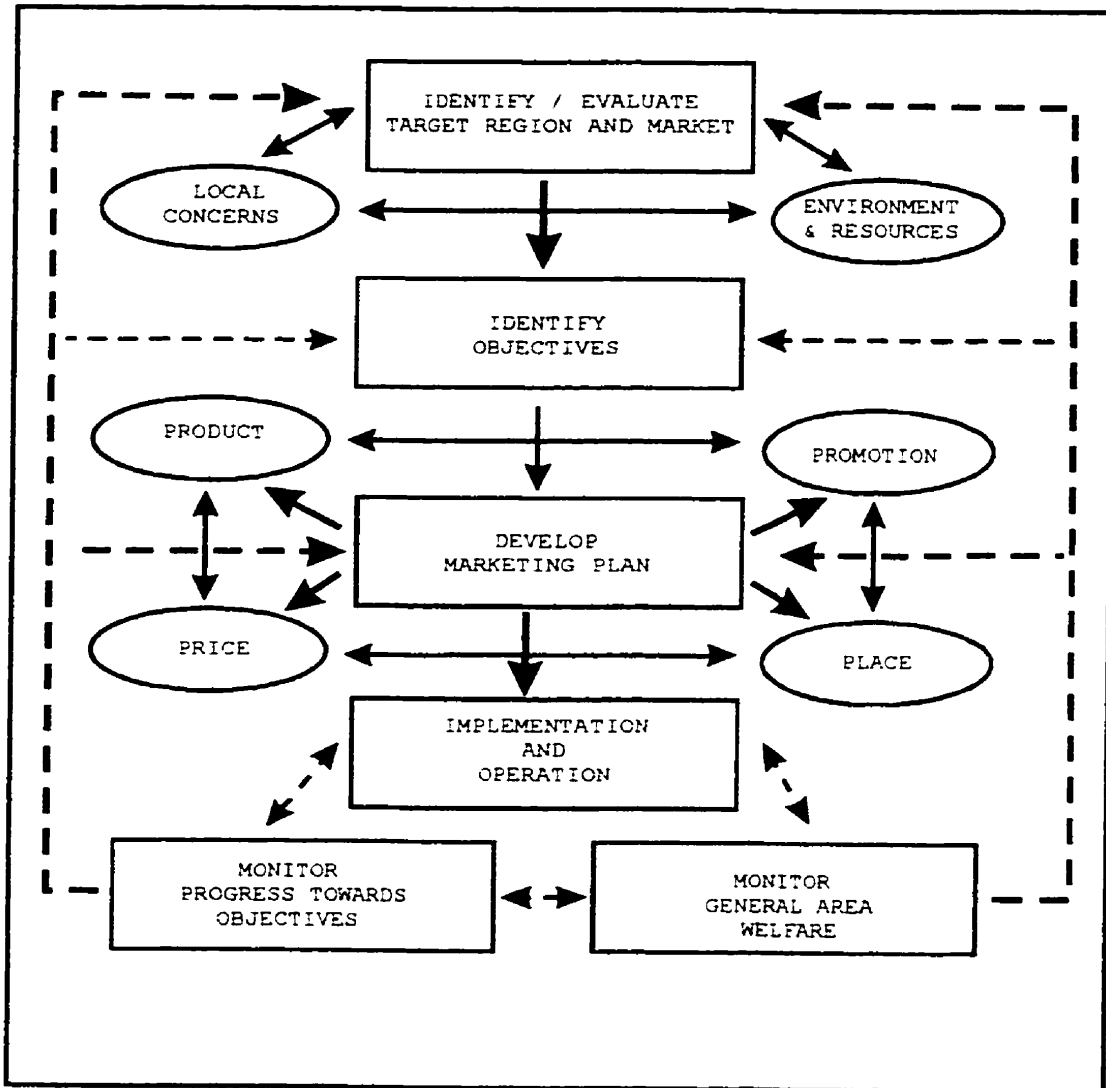 IDENTIFY / EVALUATE
TARGET REGION AND MARKET
LOCAL
CONCERNS
ENVIRONMENT
& RESOURCES
IDENTIFY
OBJECTIVES
PRODUCT
PROMOTION
DEVELOP
MARKETING PLAN
PRICE
PLACE
IMPLEMENTATION
AND
OPERATION
MONITOR
PROGRESS TOWARDS
OBJECTIVES
MONITOR
GENERAL AREA
WELFARE